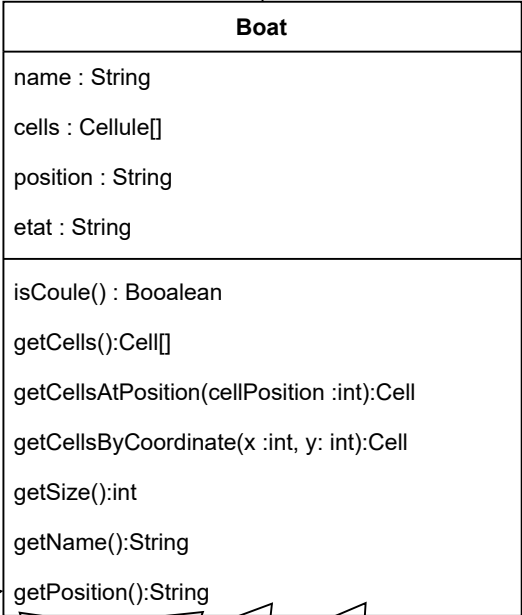 Boat
name : String
cells : Cellule[]
position : String
etat : String
isCoule() : Booalean
getCells():Cell[]
getCellsAtPosition(cellPosition :int):Cell
getCellsByCoordinate(x :int, y: int):Cell
getSize():int
getName():String
getPosition():String